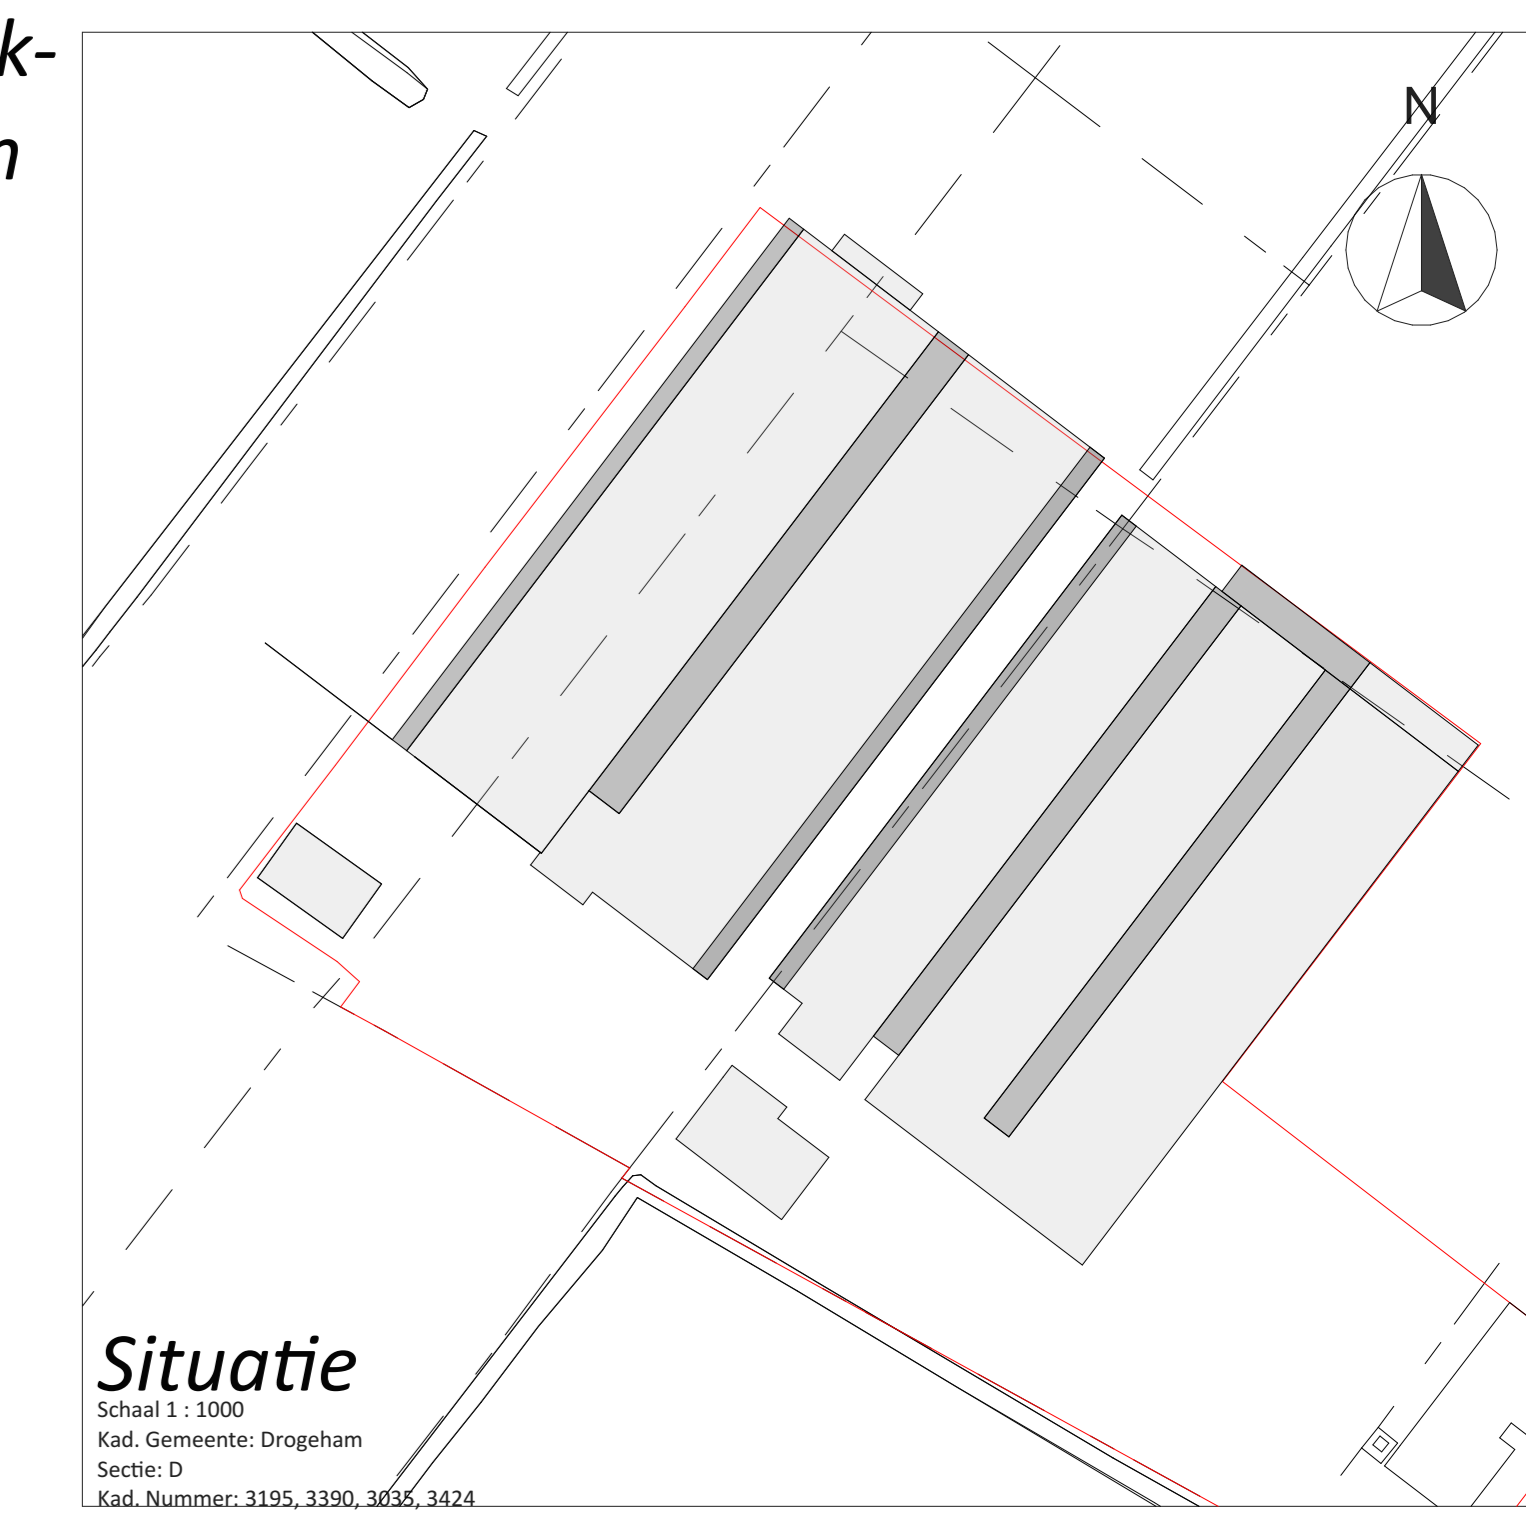 k-
n
N
Situatie
Schaal 1 : 1000
Kad. Gemeente: Drogeham
Sectie: D
Kad. Nummer: 3195, 3390, 3035, 3424